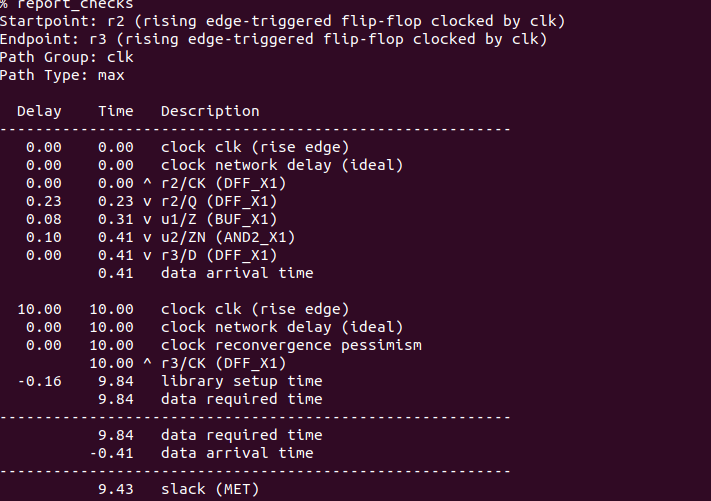 % report_checks
Startpoint: r2 (rising edge-triggered flip-flop clocked by clk)
Endpoint: r3 (rising edge-triggered flip-flop clocked by clk)
Path Group: clk
Path Type: max

  Delay    Time   Description
---------------------------------------------------------
   0.00    0.00   clock clk (rise edge)
   0.00    0.00   clock network delay (ideal)
   0.00    0.00 ^ r2/CK (DFF_X1)
   0.23    0.23 v r2/Q (DFF_X1)
   0.08    0.31 v u1/Z (BUF_X1)
   0.10    0.41 v u2/ZN (AND2_X1)
   0.00    0.41 v r3/D (DFF_X1)
           0.41   data arrival time

  10.00   10.00   clock clk (rise edge)
   0.00   10.00   clock network delay (ideal)
   0.00   10.00   clock reconvergence pessimism
          10.00 ^ r3/CK (DFF_X1)
  -0.16    9.84   library setup time
           9.84   data required time
---------------------------------------------------------
           9.84   data required time
          -0.41   data arrival time
---------------------------------------------------------
           9.43   slack (MET)